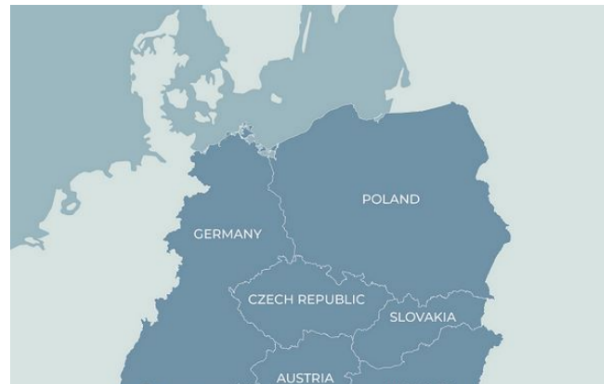 POLAND
GERMANY
CZECH REPUBLIC
SLOVAKIA
AUSTRIA